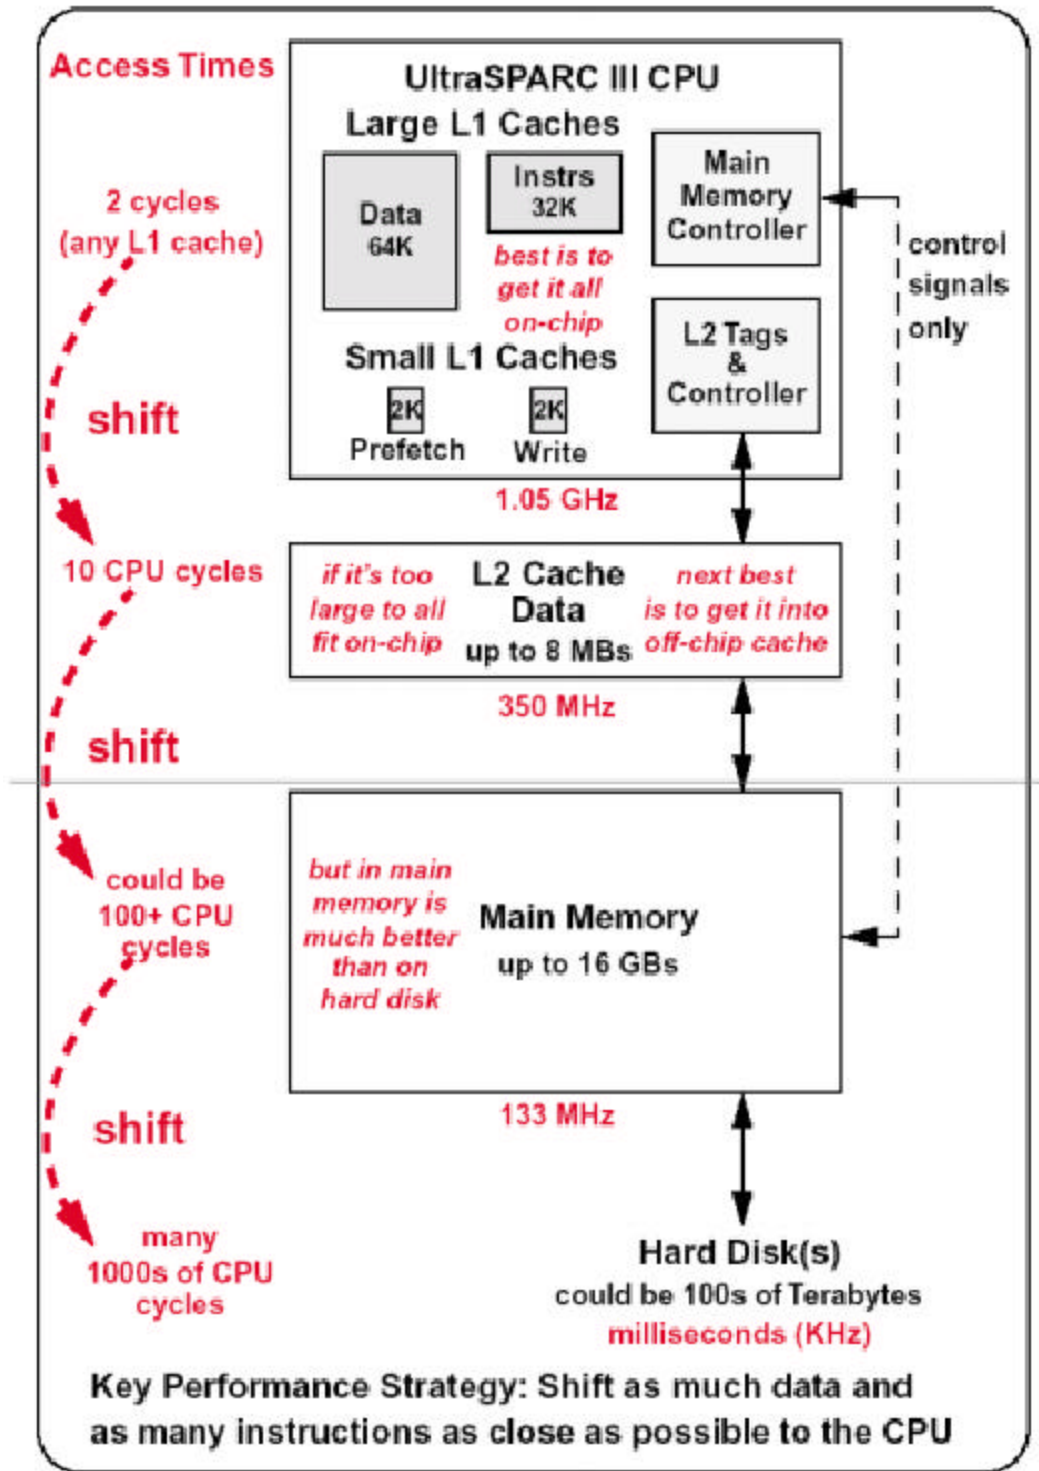 Access Times
UltraSPARC III CPU
Large L1 Caches
Data
64K
Instrs
32K
best is to
get it all
on-chip
Main
Memory
Controller
control
signals
only
2 cycles
(any L1 cache)
L2 Tags
&
Controller
Small L1 Caches
2K
Prefetch
2K
Write
shift
1.05 GHz
10 CPU cycles
if it's too
large to all
fit on-chip
L2 Cache
Data
up to 8 MBs
next best
is to get it into
off-chip cache
350 MHz
shift
could be
100+ CPU
cycles
but in main
memory is
much better
than on
hard disk
Main Memory
up to 16 GBs
133 MHz
shift
many
1000s of CPU
cycles
Hard Disk(s)
could be 100s of Terabytes
milliseconds (KHz)
Key Performance Strategy: Shift as much data and
as many instructions as close as possible to the CPU